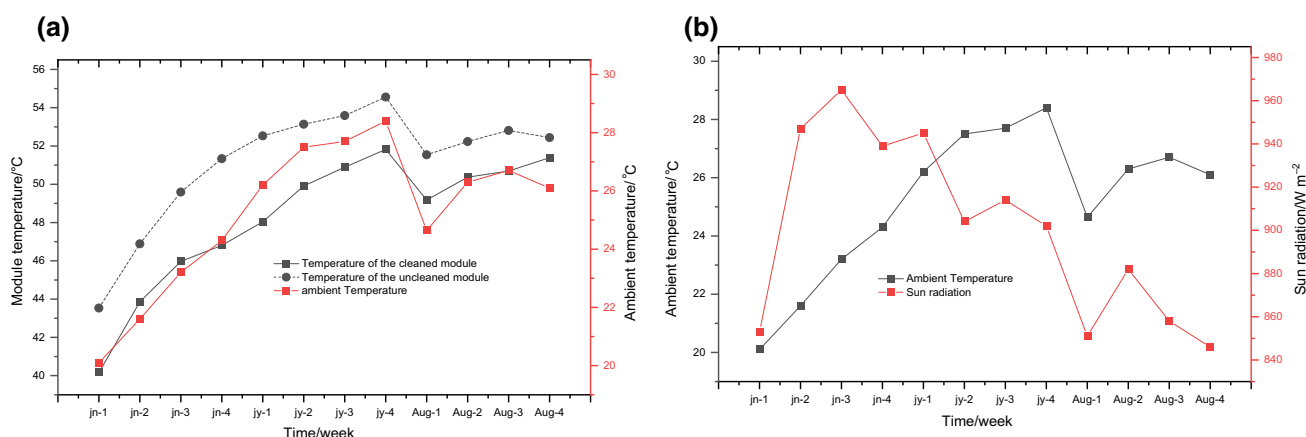 (a)
56
54
52
50
48
46
44
42
40
Module temperature/°C
30
28
26
24
22
20
Ambient temperature/°C
Temperature of the cleaned module
Temperature of the uncleaned module
ambient Temperature
jn-1 jn-2 jn-3 jn-4 jy-1 jy-2 jy-3 jy-4 Aug-1 Aug-2 Aug-3 Aug-4
Time/week
(b)
30
28
26
24
22
20
Ambient temperature/°C
980
960
940
920
900
880
860
840
Sun radiation/W m⁻²
Ambient Temperature
Sun radiation
jn-1 jn-2 jn-3 jn-4 jy-1 jy-2 jy-3 jy-4 Aug-1 Aug-2 Aug-3 Aug-4
Time/week